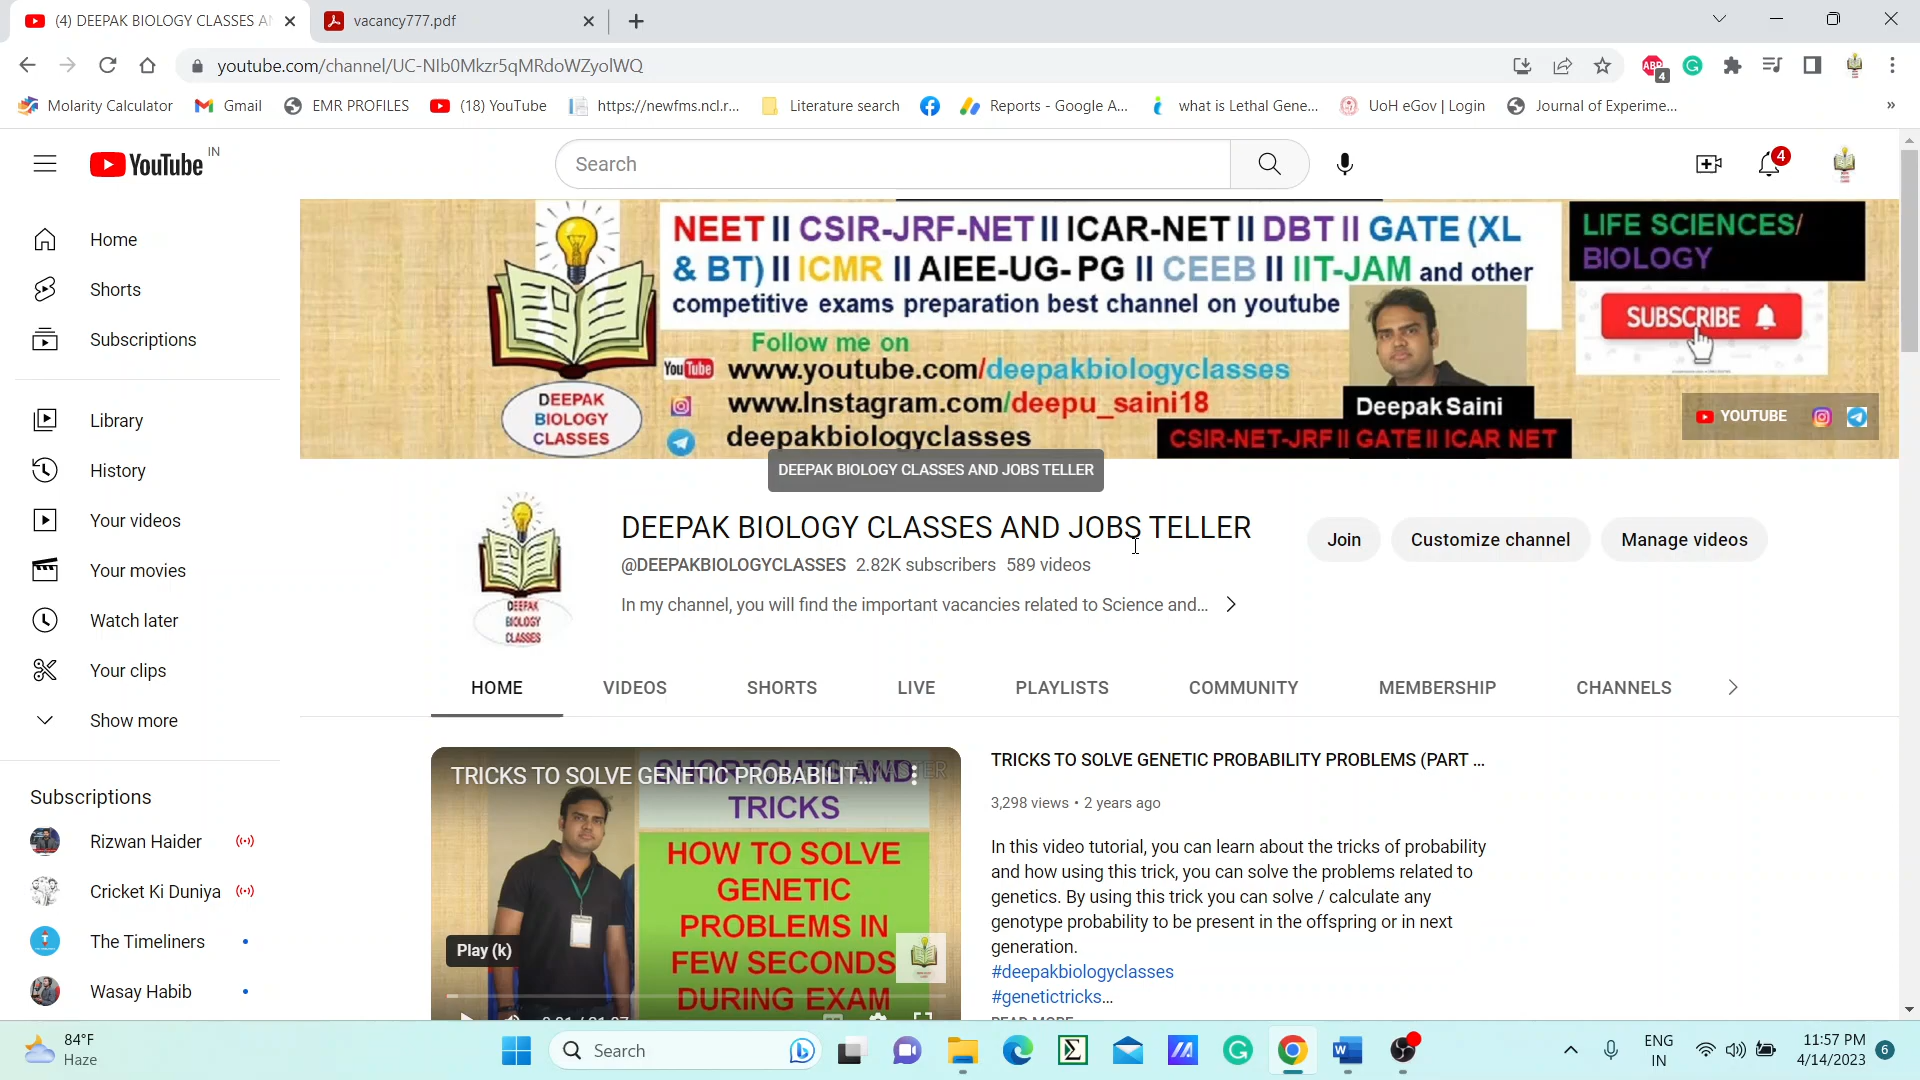 (4) DEEPAK BIOLOGY CLASSES AN
vacancy777.pdf
youtube.com/channel/UC-NIb0Mkzr5qMRdoWZyolWQ
ABP
4
Molarity Calculator
Gmail
EMR PROFILES
(18) YouTube
https://newfms.ncl.r...
Literature search
Reports - Google A...
what is Lethal Gene...
UoH eGov | Login
Journal of Experime...
YouTube IN
Search
4
Home
Shorts
Subscriptions
Library
History
Your videos
Your movies
Watch later
Your clips
Show more
Subscriptions
Rizwan Haider
Cricket Ki Duniya
The Timeliners
Wasay Habib
NEET II CSIR-JRF-NET II ICAR-NET II DBT II GATE (XL
& BT) II ICMR II AIEE-UG-PG II CEEB II IIT-JAM and other
competitive exams preparation best channel on youtube
LIFE SCIENCES/
BIOLOGY
SUBSCRIBE
Follow me on
YouTube www.youtube.com/deepakbiologyclasses
www.Instagram.com/deepu_saini18
deepakbiologyclasses
DEEPAK
BIOLOGY
CLASSES
Deepak Saini
CSIR-NET-JRF II GATE II ICAR NET
YOUTUBE
DEEPAK BIOLOGY CLASSES AND JOBS TELLER
DEEPAK
BIOLOGY
CLASSES
DEEPAK BIOLOGY CLASSES AND JOBS TELLER
@DEEPAKBIOLOGYCLASSES 2.82K subscribers 589 videos
In my channel, you will find the important vacancies related to Science and...
Join
Customize channel
Manage videos
HOME
VIDEOS
SHORTS
LIVE
PLAYLISTS
COMMUNITY
MEMBERSHIP
CHANNELS
TRICKS TO SOLVE GENETIC PROBABILIT...
SHORTCUTS AND
TRICKS
HOW TO SOLVE
GENETIC
PROBLEMS IN
FEW SECONDS
DURING EXAM
Play (k)
TRICKS TO SOLVE GENETIC PROBABILITY PROBLEMS (PART ...
3,298 views • 2 years ago
In this video tutorial, you can learn about the tricks of probability
and how using this trick, you can solve the problems related to
genetics. By using this trick you can solve / calculate any
genotype probability to be present in the offspring or in next
generation.
#deepakbiologyclasses
#genetictricks...
READ MORE
84°F
Haze
Search
ENG
IN
11:57 PM
4/14/2023
6